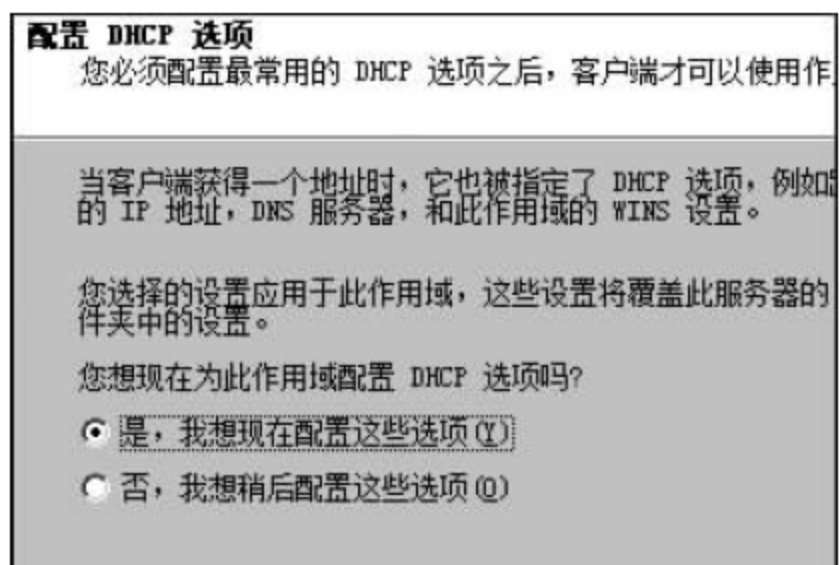 配置 DHCP 选项
您必须配置最常用的 DHCP 选项之后，客户端才可以使用作
当客户端获得一个地址时，它也被指定了 DHCP 选项，例如
的 IP 地址，DNS 服务器，和此作用域的 WINS 设置。
您选择的设置应用于此作用域，这些设置将覆盖此服务器的
件夹中的设置。
您想现在为此作用域配置 DHCP 选项吗?
是，我想现在配置这些选项(Y)
否，我想稍后配置这些选项(O)